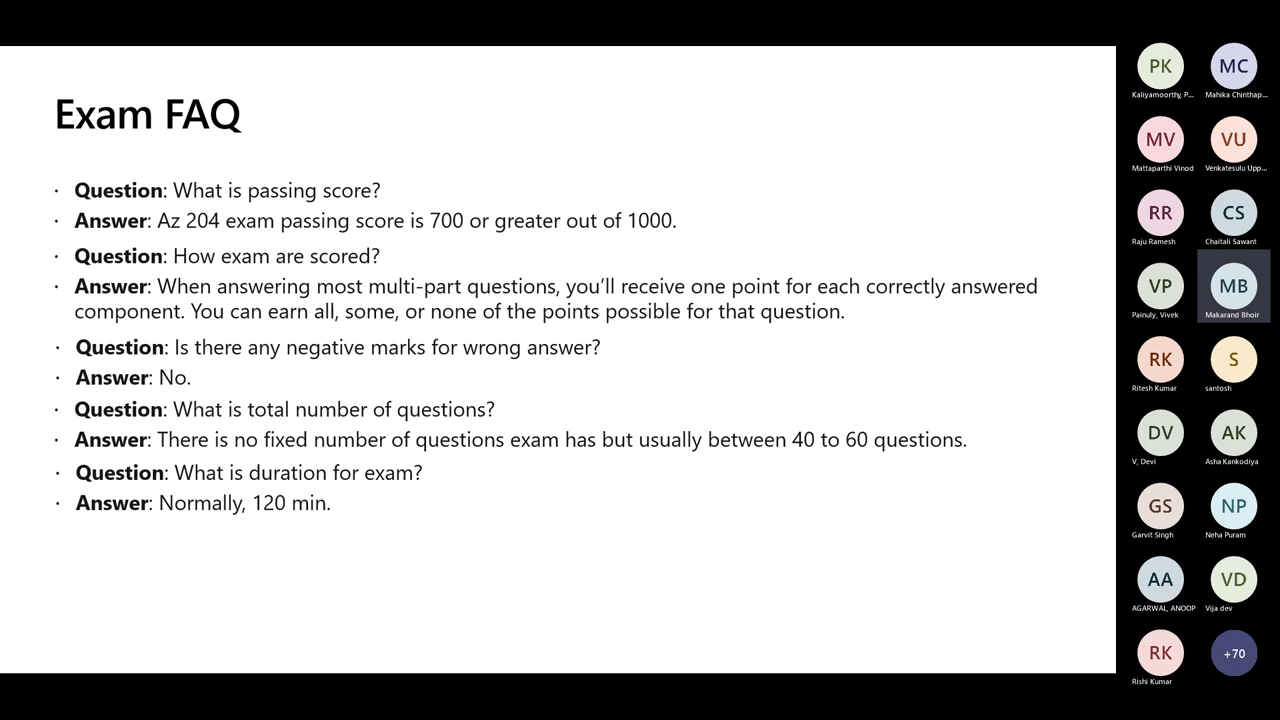 Exam FAQ
· Question: What is passing score?
· Answer: Az 204 exam passing score is 700 or greater out of 1000.
· Question: How exam are scored?
· Answer: When answering most multi-part questions, you’ll receive one point for each correctly answered
component. You can earn all, some, or none of the points possible for that question.
· Question: Is there any negative marks for wrong answer?
· Answer: No.
· Question: What is total number of questions?
· Answer: There is no fixed number of questions exam has but usually between 40 to 60 questions.
· Question: What is duration for exam?
· Answer: Normally, 120 min.
PK
MC
Kaliyamoorthy, P...
Mahika Chinthap...
MV
VU
Mattaparthi Vinod
Venkatesulu Upp...
RR
CS
Raju Ramesh
Chaitali Sawant
VP
MB
Painuly, Vivek
Makarand Bhoir
RK
S
Ritesh Kumar
santosh
DV
AK
V, Devi
Asha Kankodiya
GS
NP
Garvit Singh
Neha Puram
AA
VD
AGARWAL, ANOOP
Vija dev
RK
+70
Rishi Kumar